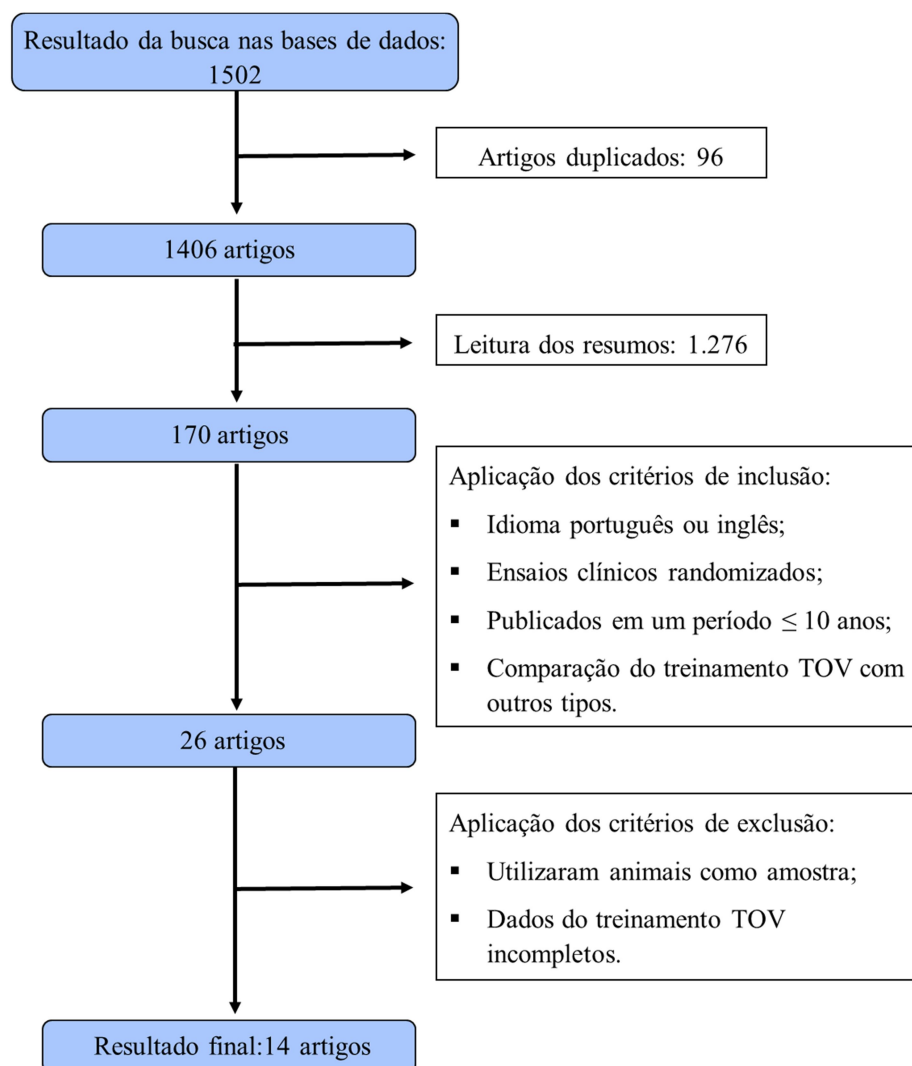 Resultado da busca nas bases de dados:
1502
Artigos duplicados: 96
1406 artigos
Leitura dos resumos: 1.276
170 artigos
Aplicação dos critérios de inclusão:
▪ Idioma português ou inglês;
▪ Ensaios clínicos randomizados;
▪ Publicados em um período ≤ 10 anos;
▪ Comparação do treinamento TOV com
outros tipos.
26 artigos
Aplicação dos critérios de exclusão:
▪ Utilizaram animais como amostra;
▪ Dados do treinamento TOV
incompletos.
Resultado final:14 artigos